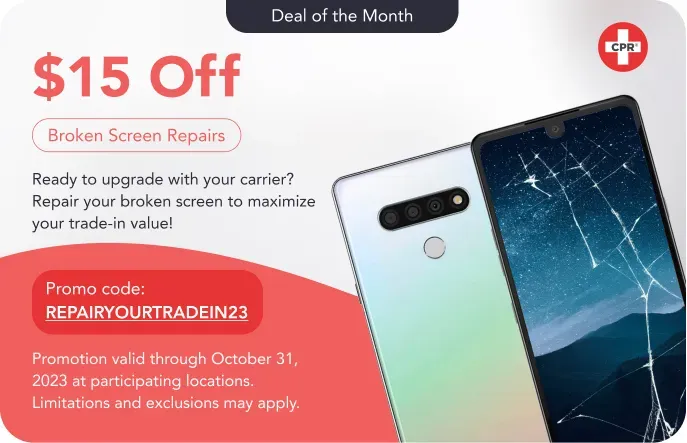 Deal of the Month
CPR®
$15 Off
Broken Screen Repairs
Ready to upgrade with your carrier?
Repair your broken screen to maximize
your trade-in value!
Promo code:
REPAIRYOURTRADEIN23
Promotion valid through October 31,
2023 at participating locations.
Limitations and exclusions may apply.